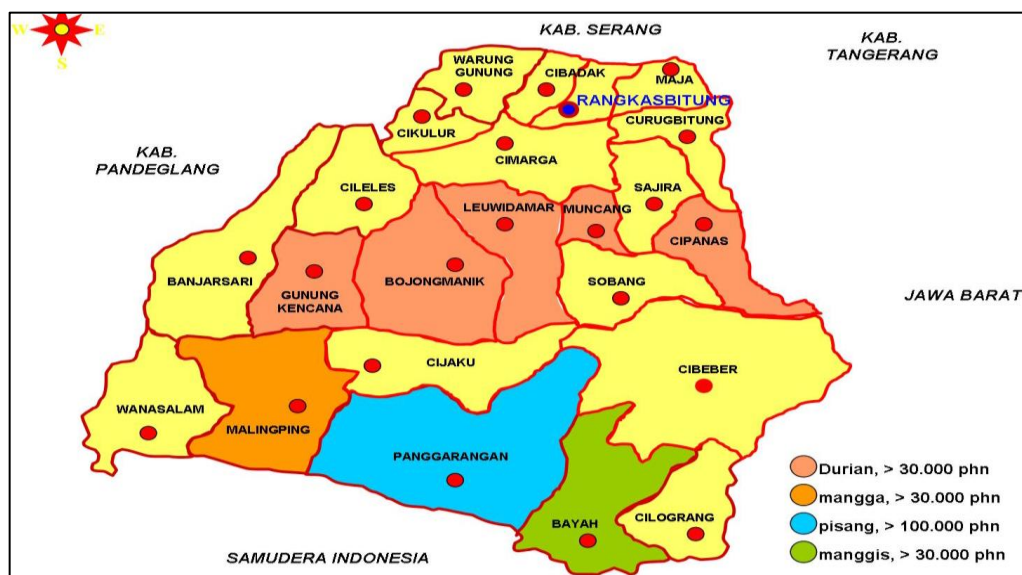 W
E
S
KAB. SERANG
KAB.
TANGERANG
WARUNG
GUNUNG
CIBADAK
MAJA
RANGKASBITUNG
CURUGBITUNG
CIKULUR
CIMARGA
KAB.
PANDEGLANG
CILELES
SAJIRA
LEUWIDAMAR
MUNCANG
CIPANAS
BANJARSARI
GUNUNG
KENCANA
BOJONGMANIK
SOBANG
JAWA BARAT
CIJAKU
CIBEBER
WANASALAM
MALINGPING
PANGGARANGAN
BAYAH
CILOGRANG
SAMUDERA INDONESIA
Durian, > 30.000 phn
mangga, > 30.000 phn
pisang, > 100.000 phn
manggis, > 30.000 phn